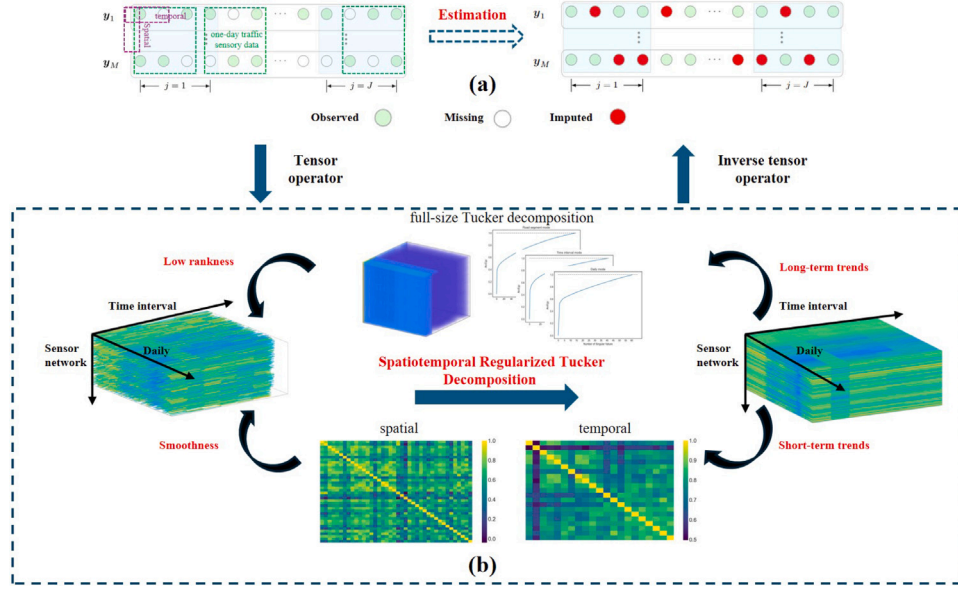 y1
temporal
Spatial
one-day traffic
sensory data
yM
j = 1
j = J
Estimation
y1
yM
j = 1
j = J
(a)
Observed
Missing
Imputed
Tensor
operator
Inverse tensor
operator
full-size Tucker decomposition
Low rankness
Long-term trends
Time interval
Daily
Sensor
network
Time interval
Daily
Sensor
network
Spatiotemporal Regularized Tucker
Decomposition
Smoothness
Short-term trends
spatial
1.0
0.8
0.6
0.4
0.2
0.0
temporal
1.0
0.9
0.8
0.7
0.6
(b)